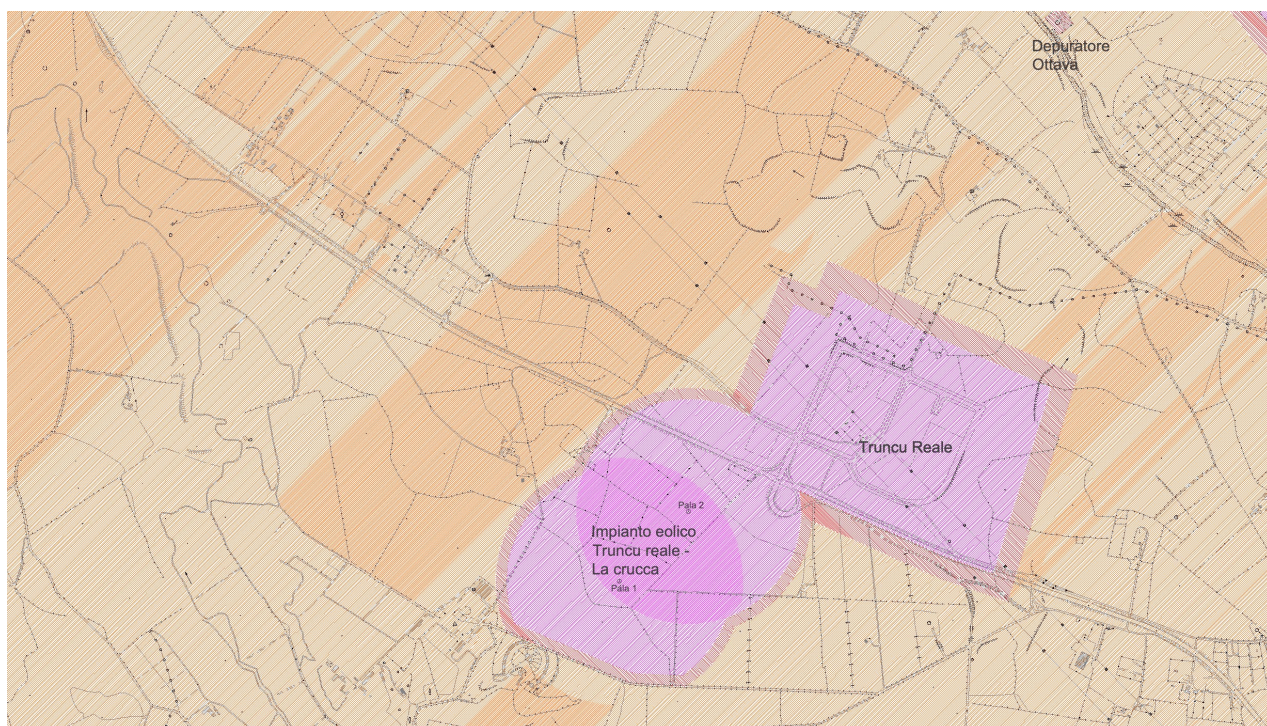 Depuratore
Ottava
Truncu Reale
Pala 2
Impianto eolico
Truncu reale -
La crucca
Pala 1